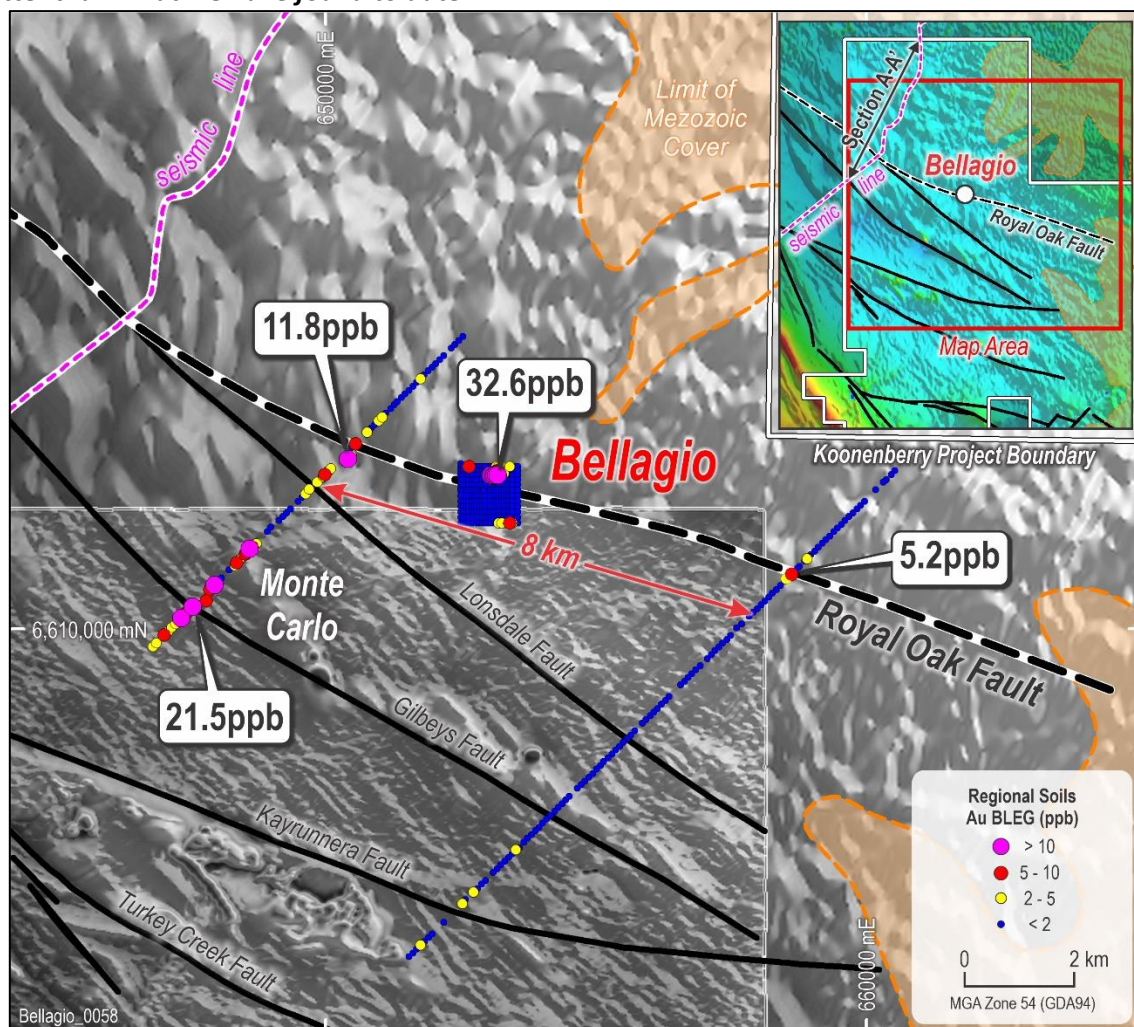 seismic
line
650000 mE
Limit of
Mezozoic
Cover
Section A-A'
seismic
line
Bellagio
Royal Oak Fault
Map Area
Koonenberry Project Boundary
11.8ppb
32.6ppb
Bellagio
8 km
5.2ppb
Monte
Carlo
6,610,000 mN
21.5ppb
Lonsdale Fault
Royal Oak Fault
Gilbeys Fault
Kayrunnera Fault
Turkey Creek Fault
660000 mE
Regional Soils
Au BLEG (ppb)
> 10
5 - 10
2 - 5
< 2
0 2 km
MGA Zone 54 (GDA94)
Bellagio_0058